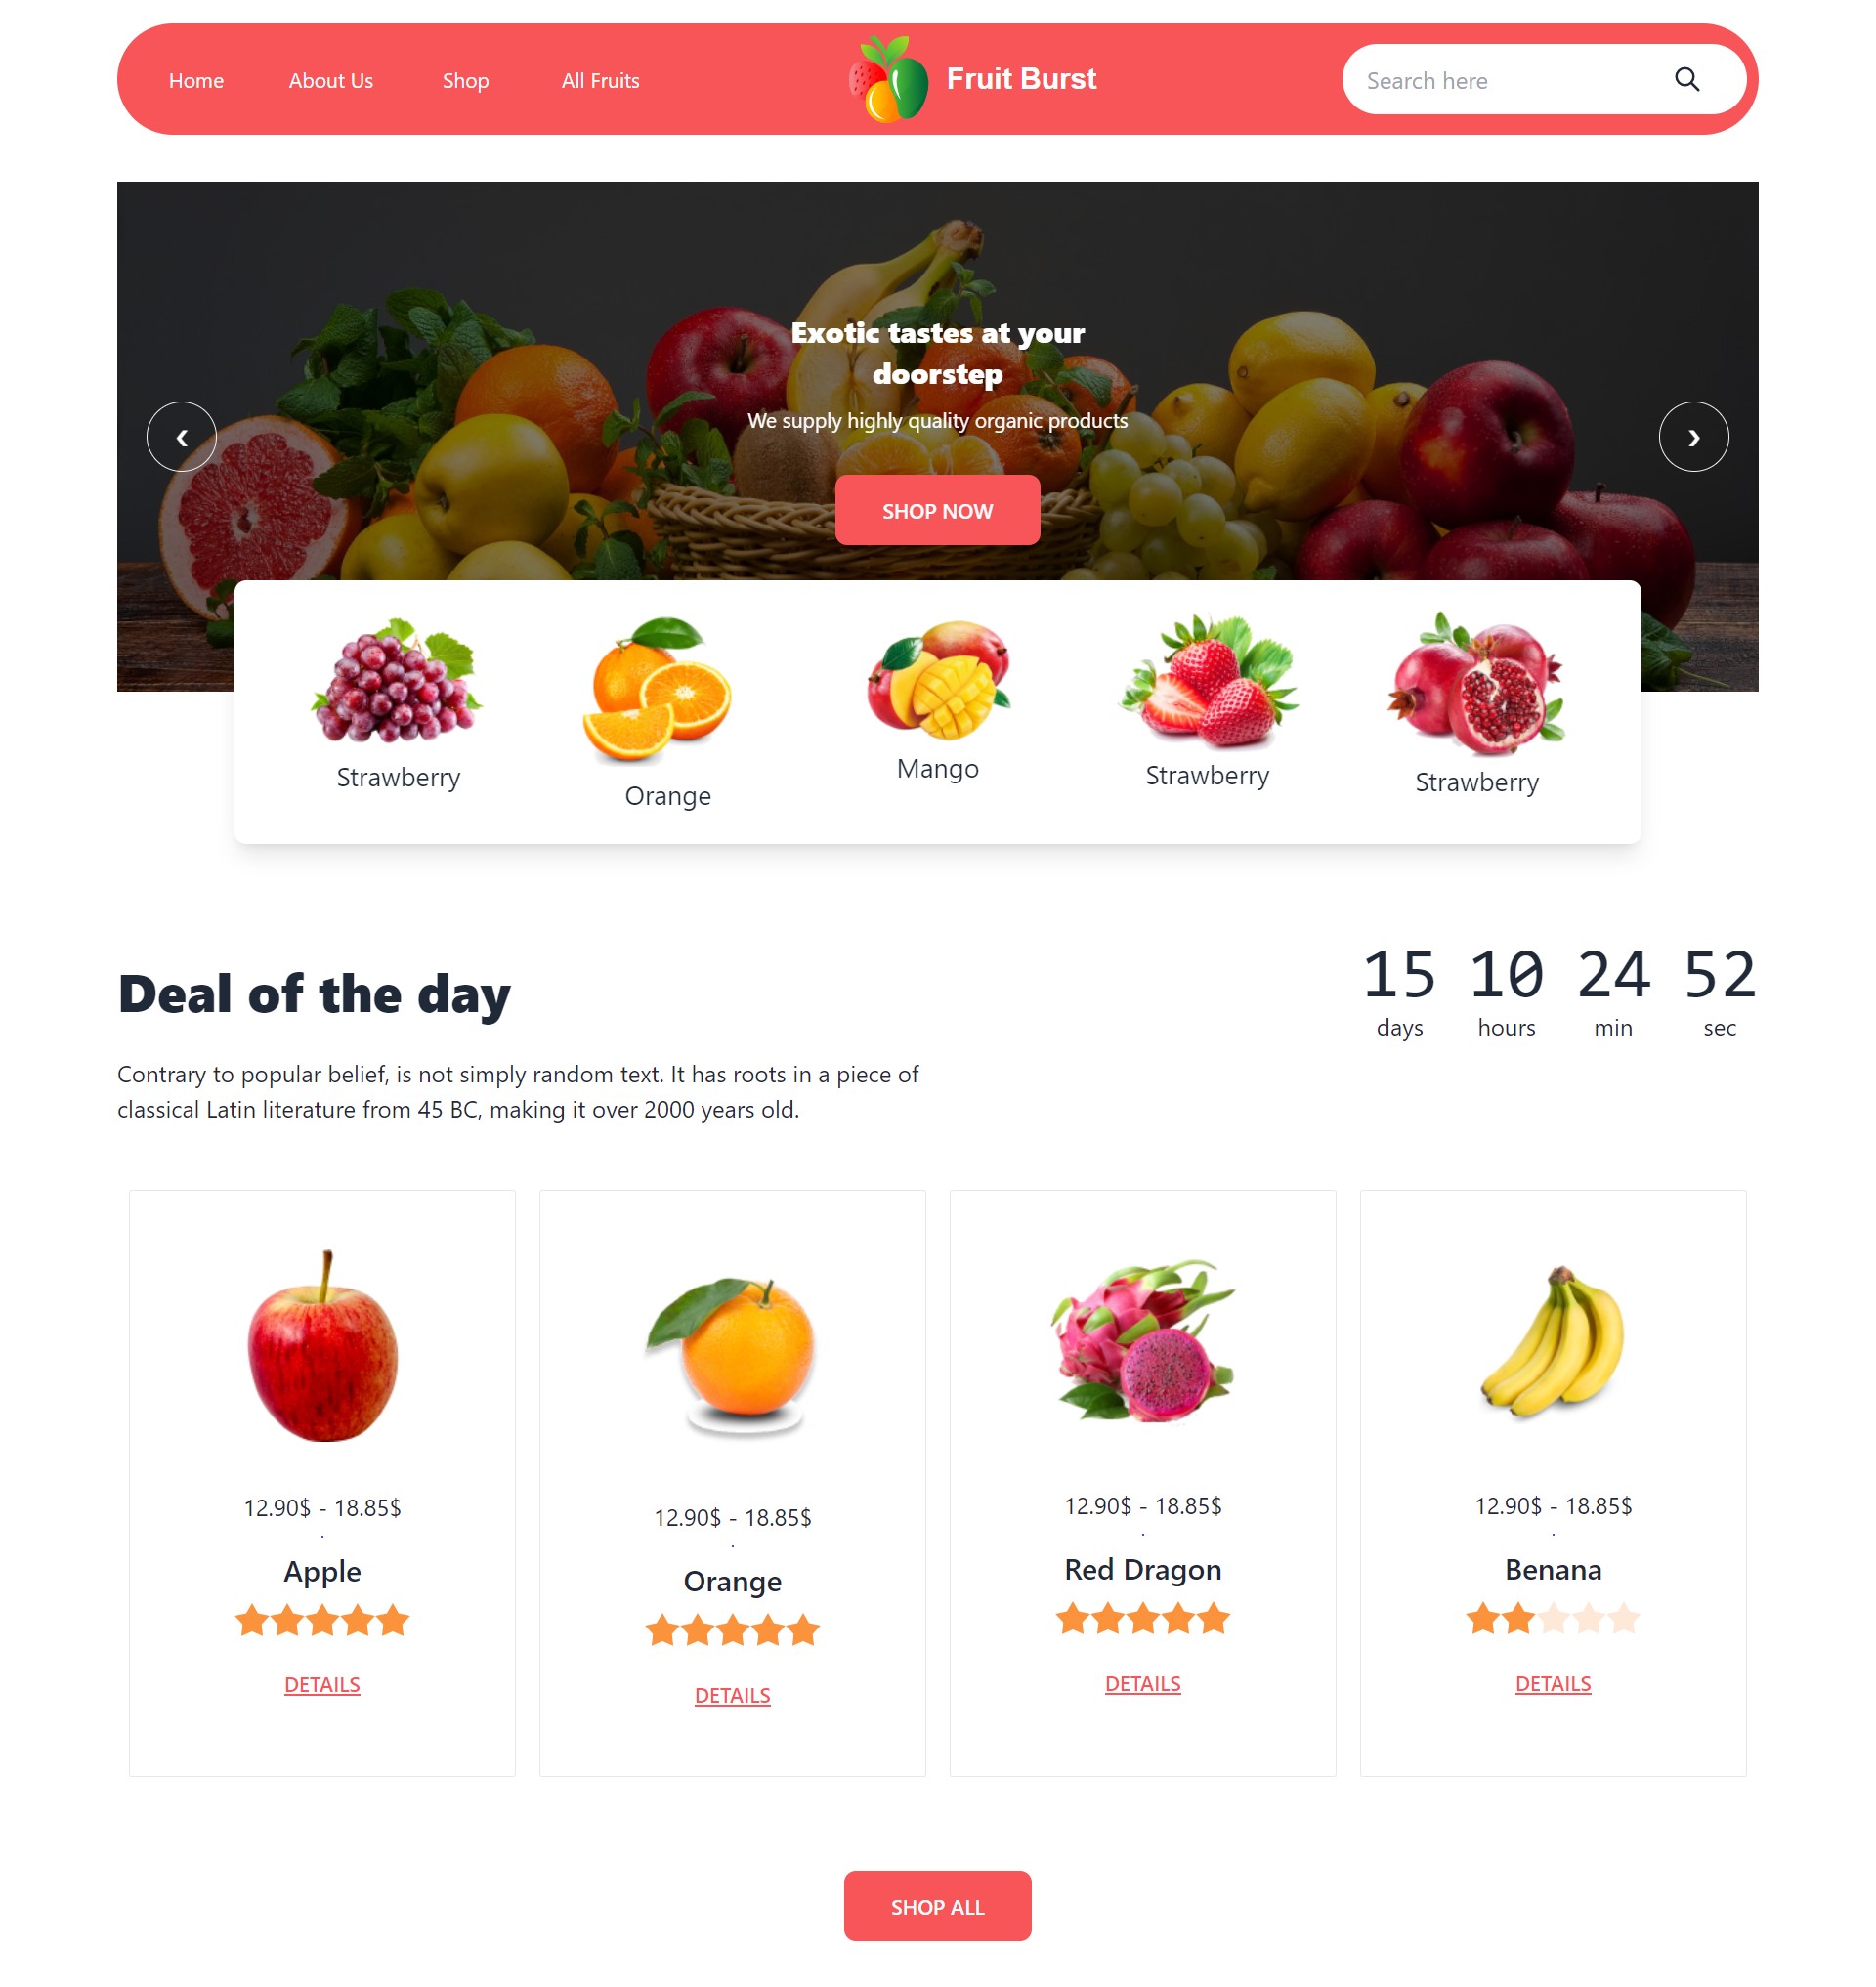 Home About Us Shop All Fruits Fruit Burst Search here
Exotic tastes at your
doorstep
We supply highly quality organic products
‹ ›
SHOP NOW
Strawberry Orange Mango Strawberry Strawberry
Deal of the day
15 10 24 52
days hours min sec
Contrary to popular belief, is not simply random text. It has roots in a piece of
classical Latin literature from 45 BC, making it over 2000 years old.
12.90$ - 18.85$ 12.90$ - 18.85$ 12.90$ - 18.85$ 12.90$ - 18.85$
. . . .
Apple Orange Red Dragon Benana
DETAILS DETAILS DETAILS DETAILS
SHOP ALL